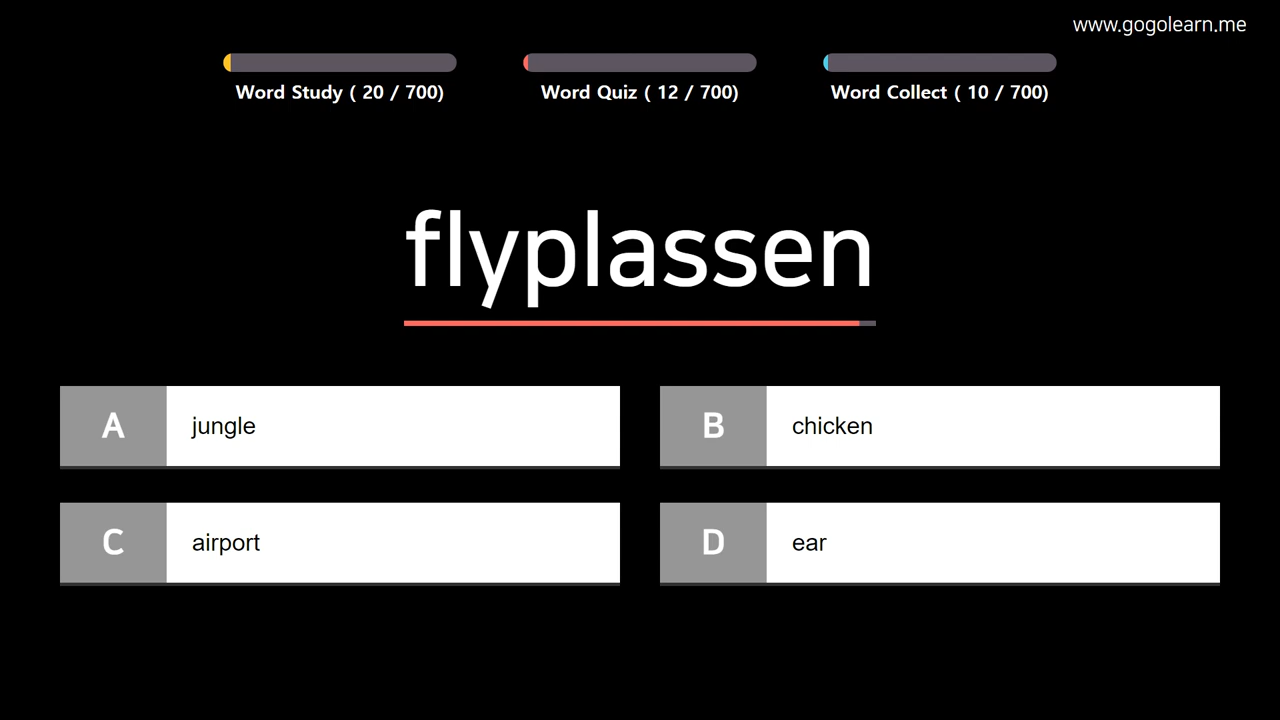 www.gogolearn.me
Word Study ( 20 / 700)
Word Quiz ( 12 / 700)
Word Collect ( 10 / 700)
flyplassen
A jungle
B chicken
C airport
D ear